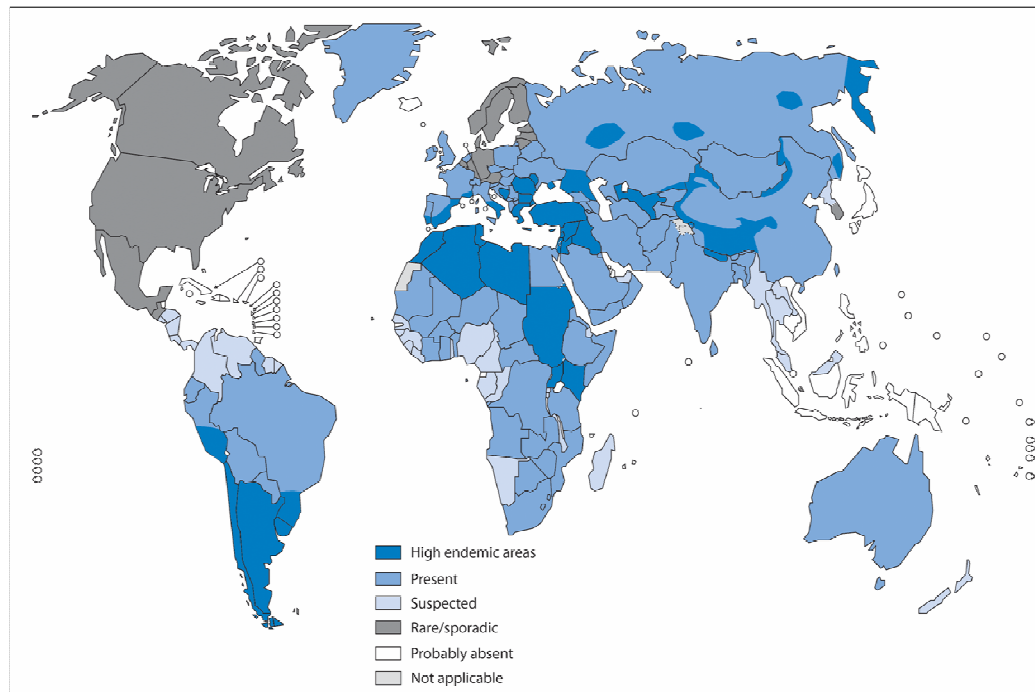 High endemic areas
Present
Suspected
Rare/sporadic
Probably absent
Not applicable